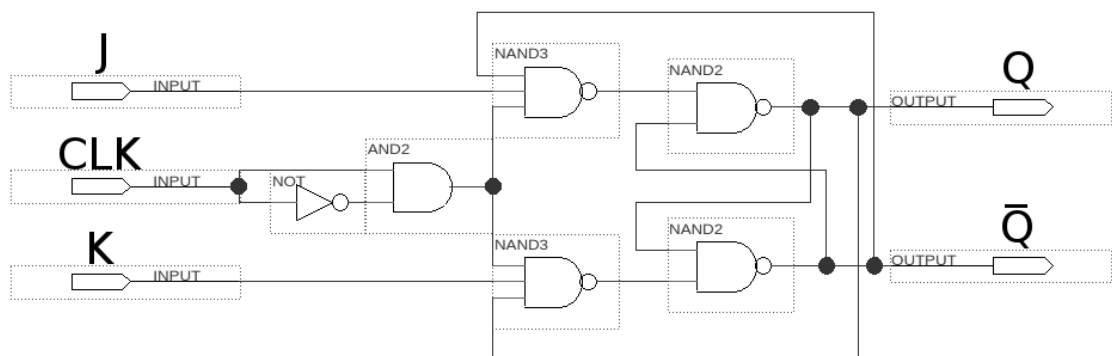 J
INPUT
NAND3
NAND2
Q
OUTPUT
CLK
INPUT
NOT
AND2
K
INPUT
NAND3
NAND2
Q̅
OUTPUT